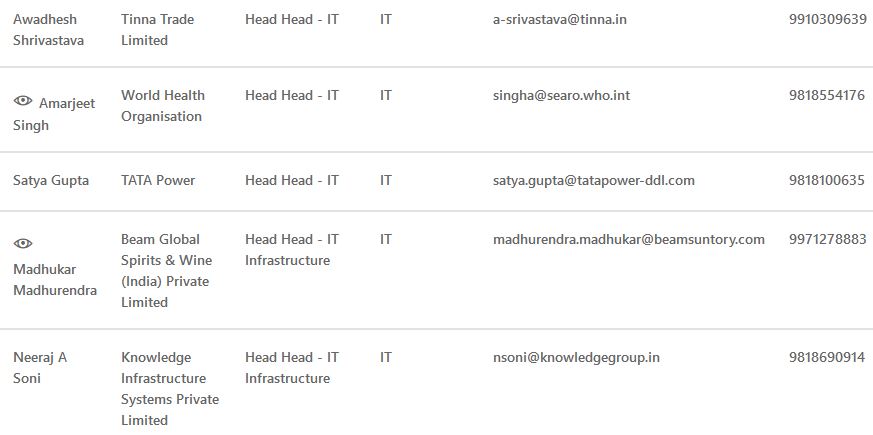 Awadhesh Shrivastava
Tinna Trade Limited
Head Head - IT
IT
a-srivastava@tinna.in
9910309639
Amarjeet Singh
World Health Organisation
Head Head - IT
IT
singha@searo.who.int
9818554176
Satya Gupta
TATA Power
Head Head - IT
IT
satya.gupta@tatapower-ddl.com
9818100635
Madhukar Madhurendra
Beam Global Spirits & Wine (India) Private Limited
Head Head - IT Infrastructure
IT
madhurendra.madhukar@beamsuntory.com
9971278883
Neeraj A Soni
Knowledge Infrastructure Systems Private Limited
Head Head - IT Infrastructure
IT
nsoni@knowledgegroup.in
9818690914